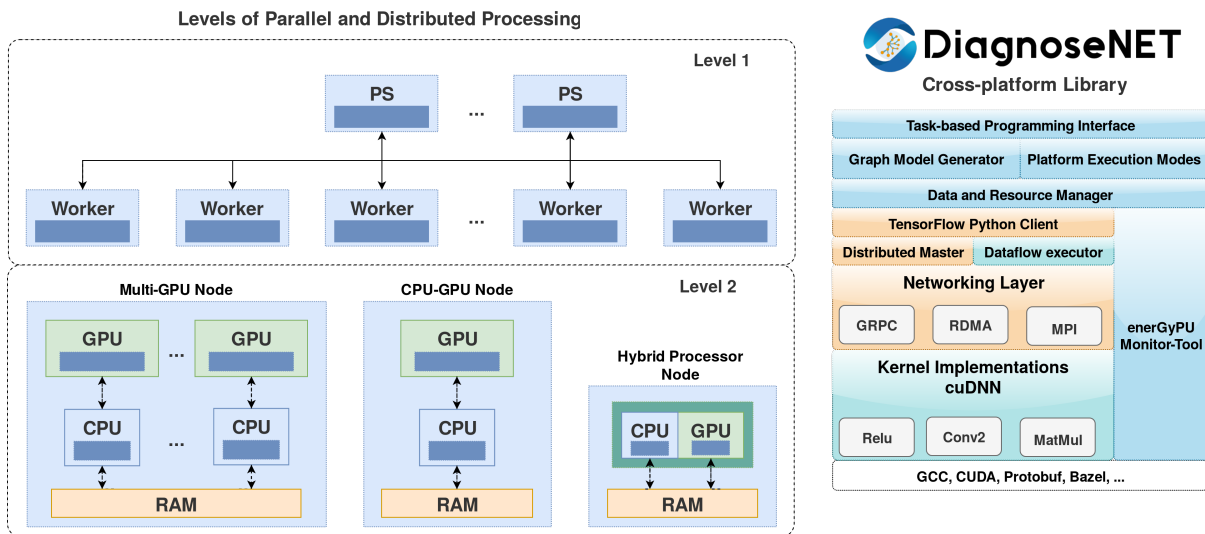 Levels of Parallel and Distributed Processing
Level 1
PS
...
PS
Worker
Worker
Worker
...
Worker
Worker
Level 2
Multi-GPU Node
GPU
...
GPU
CPU
...
CPU
RAM
CPU-GPU Node
GPU
CPU
RAM
Hybrid Processor
Node
CPU
GPU
RAM
DiagnoseNET
Cross-platform Library
Task-based Programming Interface
Graph Model Generator
Platform Execution Modes
Data and Resource Manager
TensorFlow Python Client
Distributed Master
Dataflow executor
Networking Layer
GRPC
RDMA
MPI
enerGyPU
Monitor-Tool
Kernel Implementations
cuDNN
Relu
Conv2
MatMul
GCC, CUDA, Protobuf, Bazel, ...